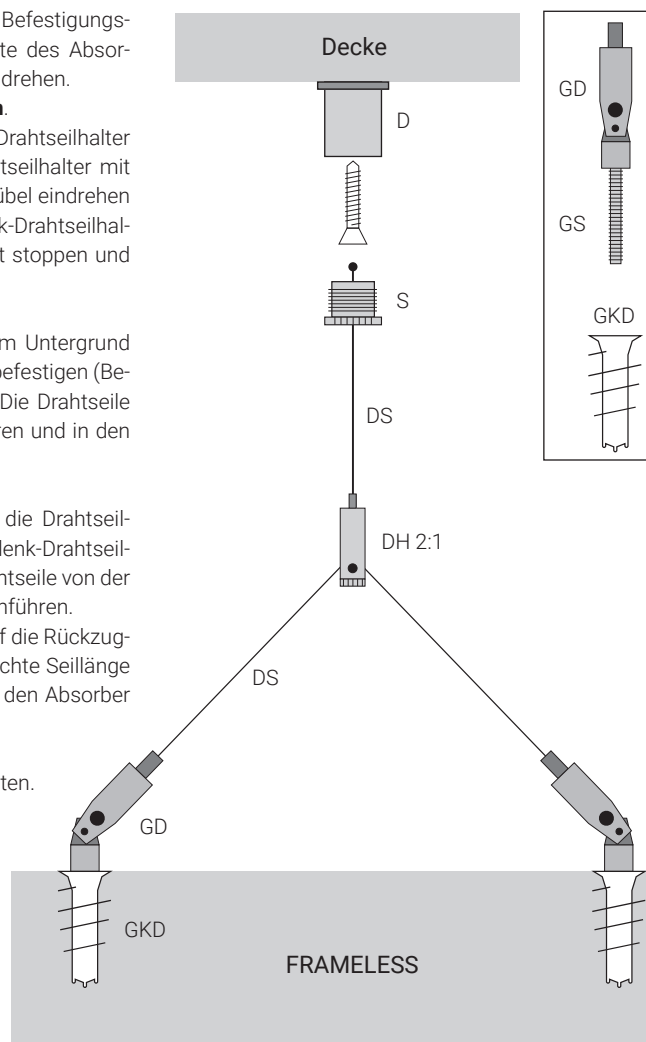 Befestigungs-
te des Absor-
drehen.
n.
Drahtseilhalter
tseilhalter mit
übel eindrehen
k-Drahtseilhal-
t stoppen und
m Untergrund
befestigen (Be-
Die Drahtseile
ren und in den
die Drahtseil-
lenk-Drahtseil-
htseile von der
nführen.
f die Rückzug-
chte Seillänge
den Absorber
ten.
Decke
D
S
DS
DH 2:1
DS
GD
GKD
FRAMELESS
GD
GS
GKD